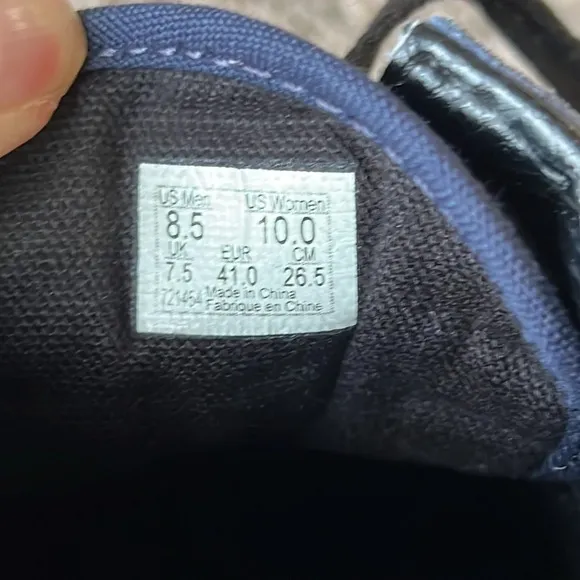 US Men US Women
8.5 10.0
UK EUR CM
7.5 41.0 26.5
721454 Made in China
Fabrique en Chine